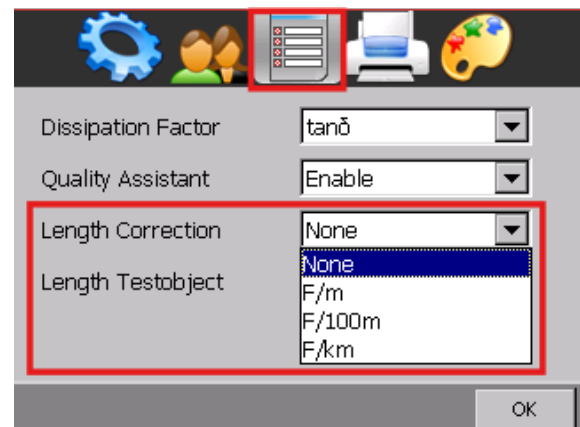 Dissipation Factor tanδ
Quality Assistant Enable
Length Correction None
None
Length Testobject
F/m
F/100m
F/km
OK